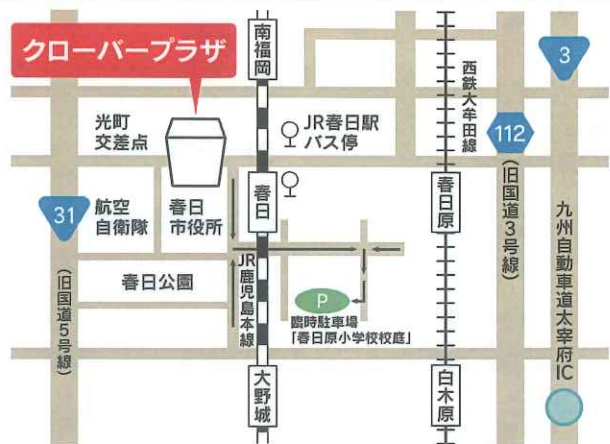 クローバープラザ
南福岡
3
光町
交差点
JR春日駅
バス停
西鉄大牟田線
112
(旧国道3号線)
31
航空
自衛隊
春日
市役所
春日
春日原
九州自動車道太宰府IC
(旧国道5号線)
春日公園
JR鹿児島本線
P
臨時駐車場
「春日原小学校校庭」
大野城
白木原